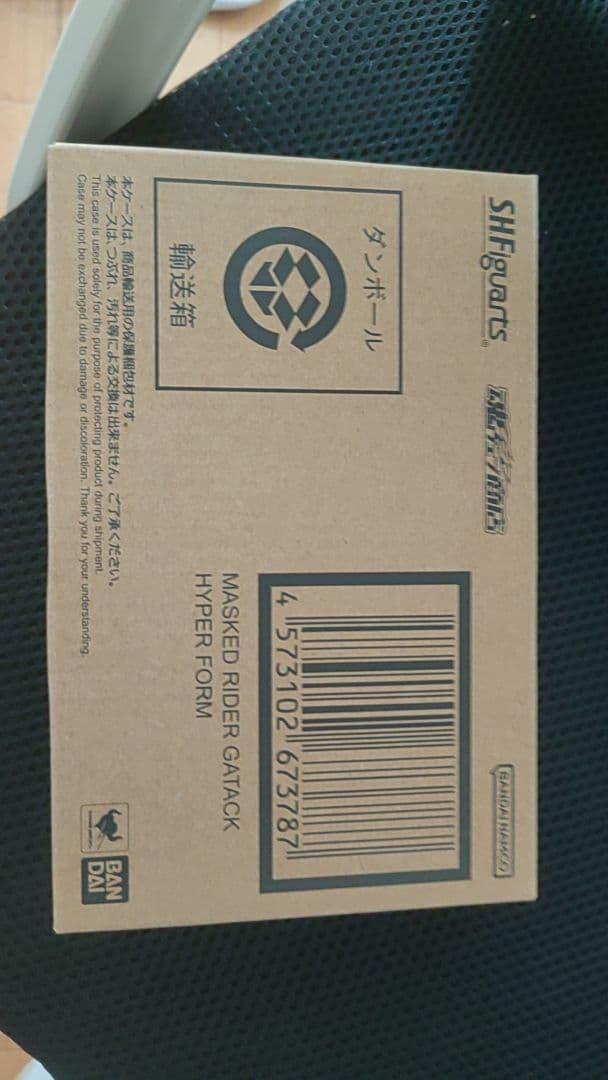 SHFiguarts®
魂ウェブ商店
BANDAI NAMCO
ダンボール
輸送箱
4 573102 673787
MASKED RIDER GATACK
HYPER FORM
本ケースは、商品輸送用の保護梱包材です。
本ケースは、つぶれ、汚れ等による交換は出来ません。ご了承ください。
This case is used solely for the purpose of protecting product during shipment.
Case may not be exchanged due to damage or discoloration. Thank you for your understanding.
BAN
DAI